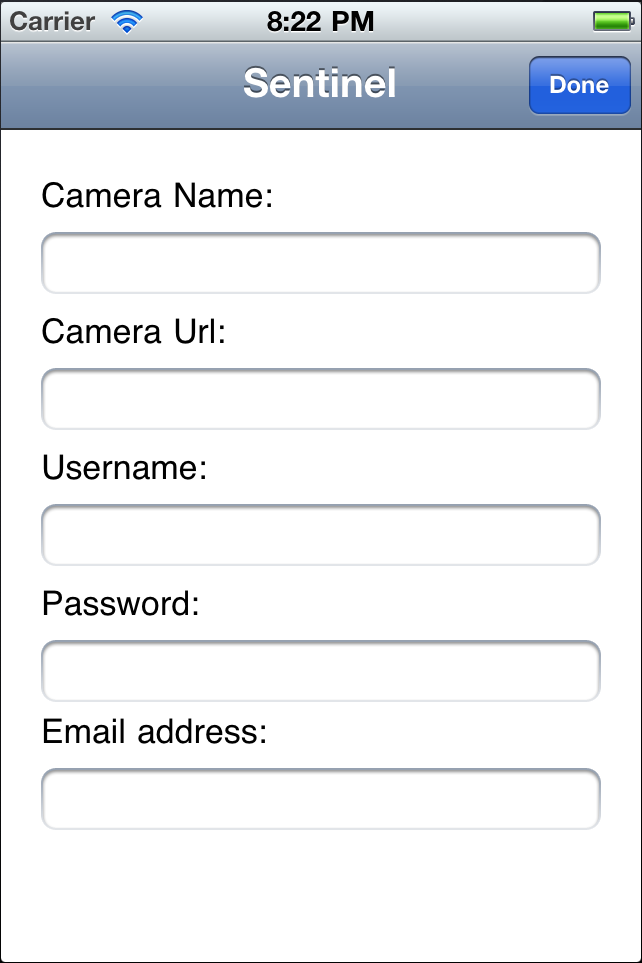 Carrier 8:22 PM
Sentinel Done
Camera Name:
Camera Url:
Username:
Password:
Email address: